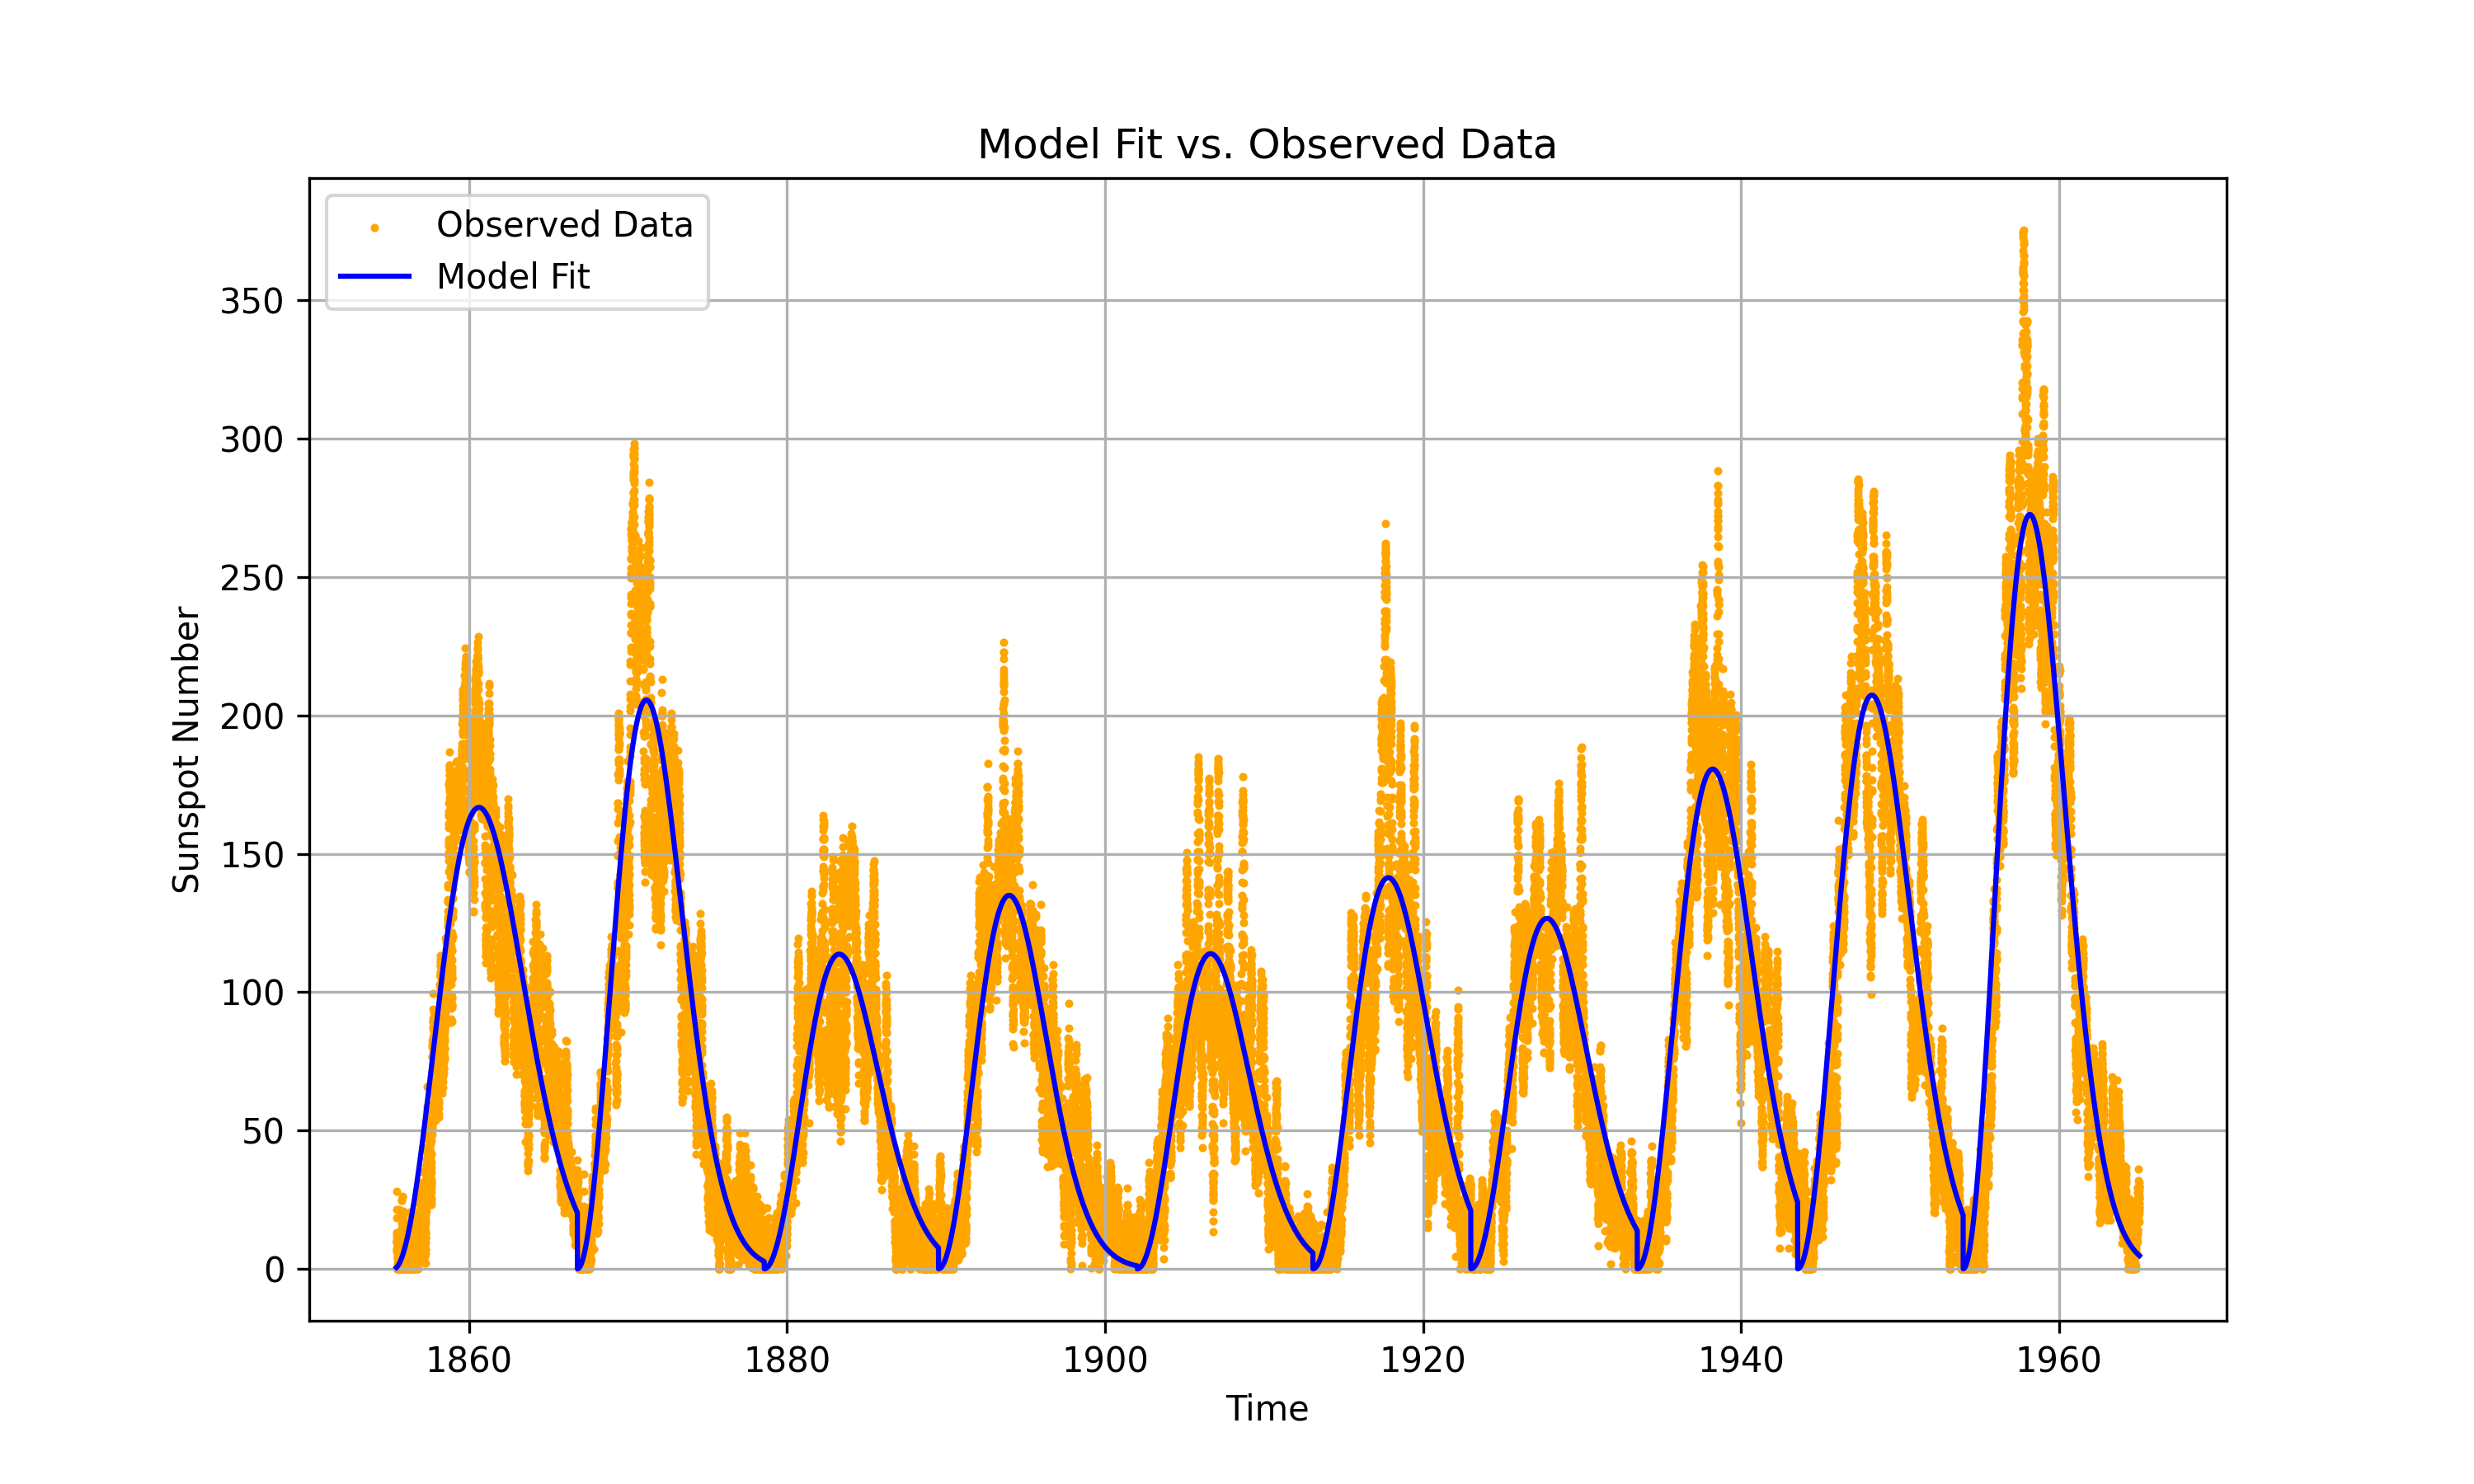 Model Fit vs. Observed Data
Observed Data
Model Fit
350
300
250
200
150
100
50
0
Sunspot Number
1860 1880 1900 1920 1940 1960
Time